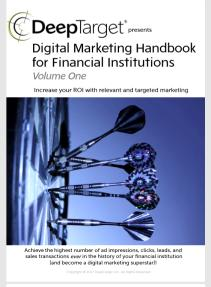 DeepTarget® presents
Digital Marketing Handbook
for Financial Institutions
Volume One
Increase your ROI with relevant and targeted marketing
Achieve the highest number of ad impressions, clicks, leads, and
sales transactions ever in the history of your financial institution
(and become a digital marketing superstar!)